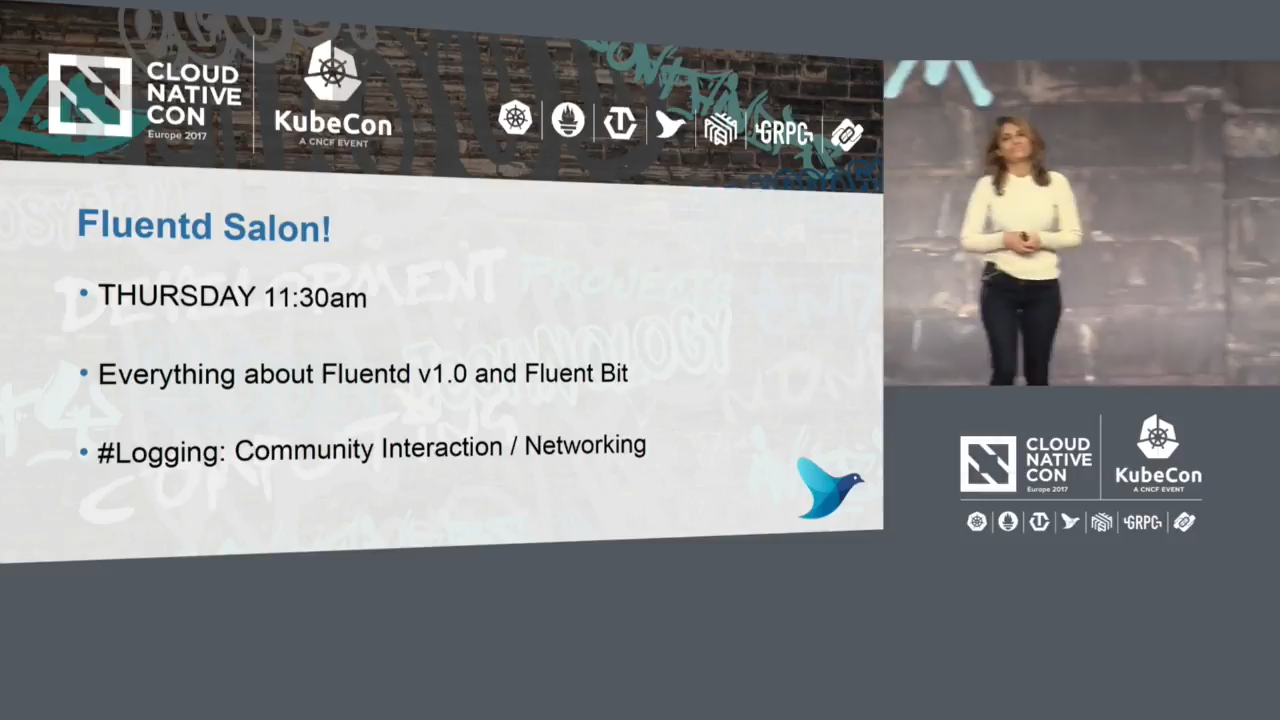 CLOUD
NATIVE
CON
Europe 2017
KubeCon
A CNCF EVENT
GRPC
Fluentd Salon!
• THURSDAY 11:30am
• Everything about Fluentd v1.0 and Fluent Bit
• #Logging: Community Interaction / Networking
CLOUD
NATIVE
CON
Europe 2017
KubeCon
A CNCF EVENT
GRPC